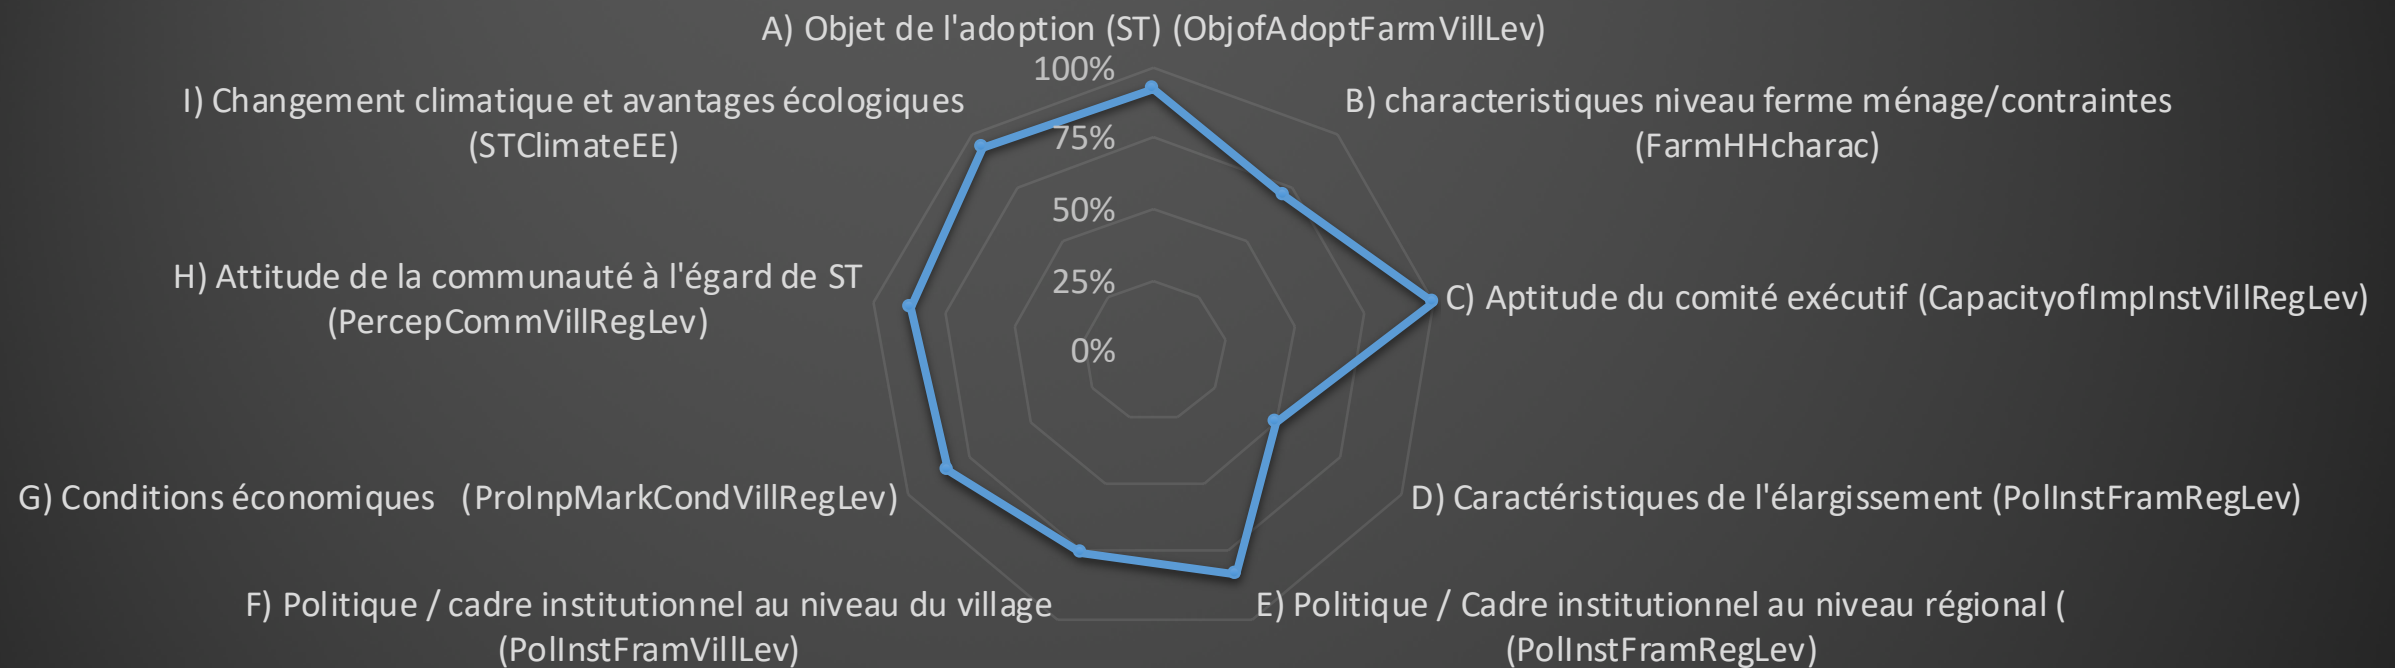 A) Objet de l'adoption (ST) (ObjofAdoptFarmVillLev)
100%
75%
50%
25%
0%
B) characteristiques niveau ferme ménage/contraintes
(FarmHHcharac)
C) Aptitude du comité exécutif (CapacityofImpInstVillRegLev)
D) Caractéristiques de l'élargissement (PolInstFramRegLev)
E) Politique / Cadre institutionnel au niveau régional (
(PolInstFramRegLev)
F) Politique / cadre institutionnel au niveau du village
(PolInstFramVillLev)
G) Conditions économiques (ProInpMarkCondVillRegLev)
H) Attitude de la communauté à l'égard de ST
(PercepCommVillRegLev)
I) Changement climatique et avantages écologiques
(STClimateEE)